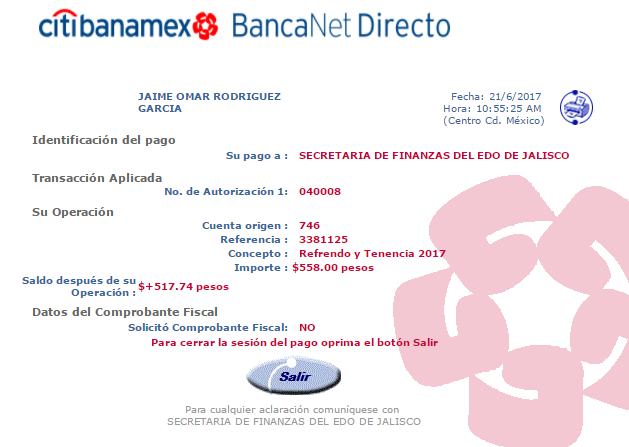 citibanamex BancaNet Directo
JAIME OMAR RODRIGUEZ
GARCIA
Fecha: 21/6/2017
Hora: 10:55:25 AM
(Centro Cd. México)
Identificación del pago
Su pago a : SECRETARIA DE FINANZAS DEL EDO DE JALISCO
Transacción Aplicada
No. de Autorización 1: 040008
Su Operación
Cuenta origen : 746
Referencia : 3381125
Concepto : Refrendo y Tenencia 2017
Importe : $558.00 pesos
Saldo después de su
Operación : $+517.74 pesos
Datos del Comprobante Fiscal
Solicitó Comprobante Fiscal: NO
Para cerrar la sesión del pago oprima el botón Salir
Salir
Para cualquier aclaración comuníquese con
SECRETARIA DE FINANZAS DEL EDO DE JALISCO